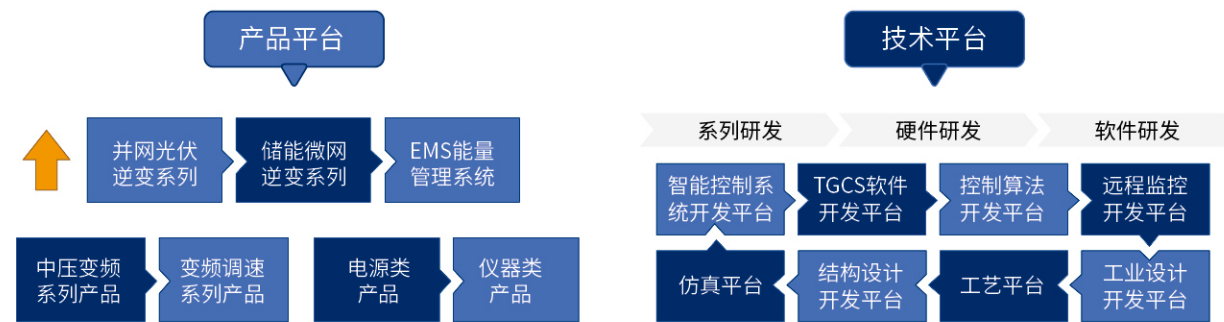 产品平台
并网光伏
逆变系列
储能微网
逆变系列
EMS能量
管理系统
中压变频
系列产品
变频调速
系列产品
电源类
产品
仪器类
产品
技术平台
系列研发
硬件研发
软件研发
智能控制系
统开发平台
TGCS软件
开发平台
控制算法
开发平台
远程监控
开发平台
仿真平台
结构设计
开发平台
工艺平台
工业设计
开发平台